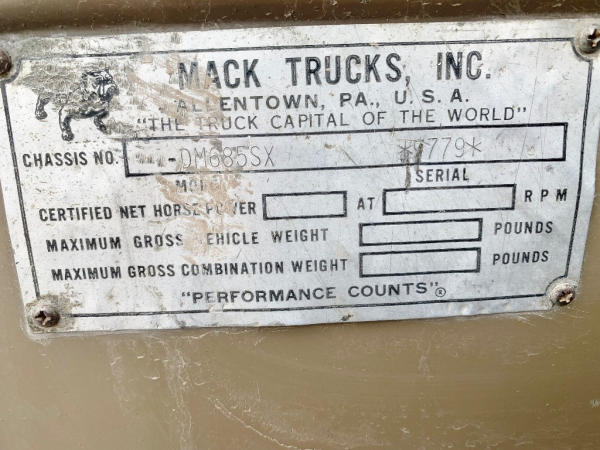 MACK TRUCKS, INC.
ALLENTOWN, PA., U.S.A.
"THE TRUCK CAPITAL OF THE WORLD"
CHASSIS NO. -DM685SX *9779*
MODEL SERIAL
CERTIFIED NET HORSE POWER AT RPM
MAXIMUM GROSS VEHICLE WEIGHT POUNDS
MAXIMUM GROSS COMBINATION WEIGHT POUNDS
"PERFORMANCE COUNTS"®